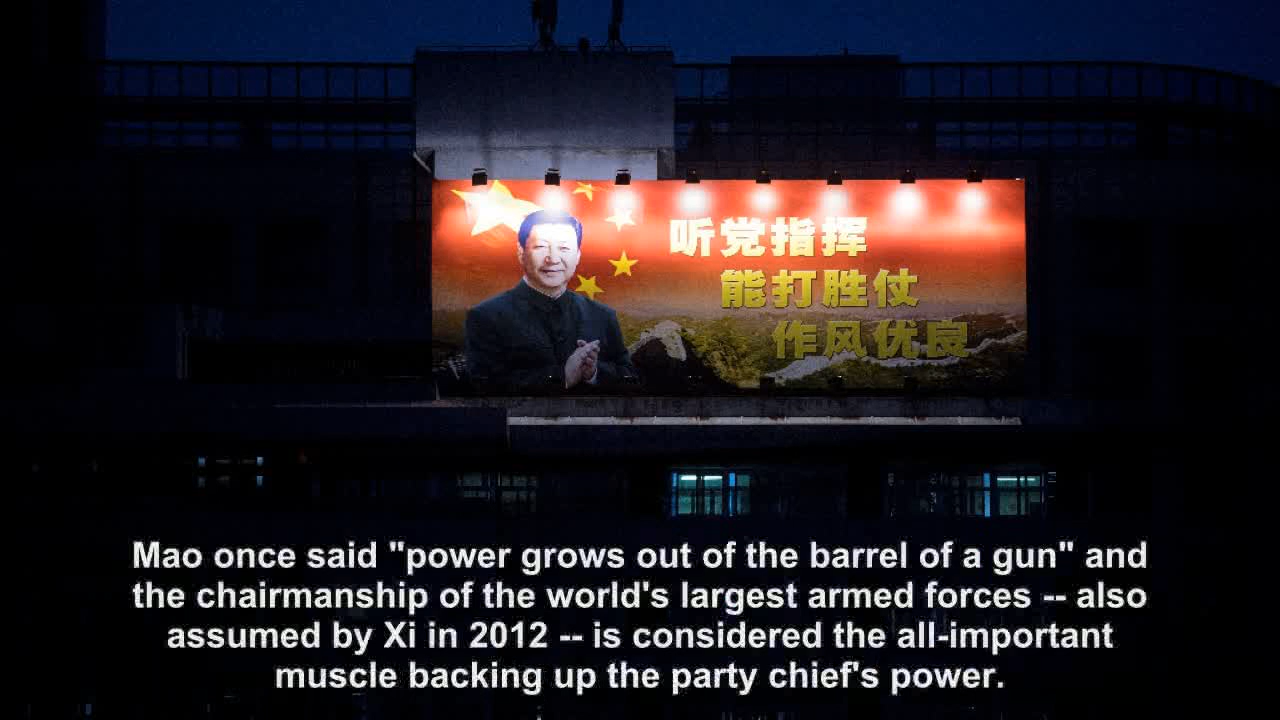 听党指挥
能打胜仗
作风优良
Mao once said "power grows out of the barrel of a gun" and
the chairmanship of the world's largest armed forces -- also
assumed by Xi in 2012 -- is considered the all-important
muscle backing up the party chief's power.